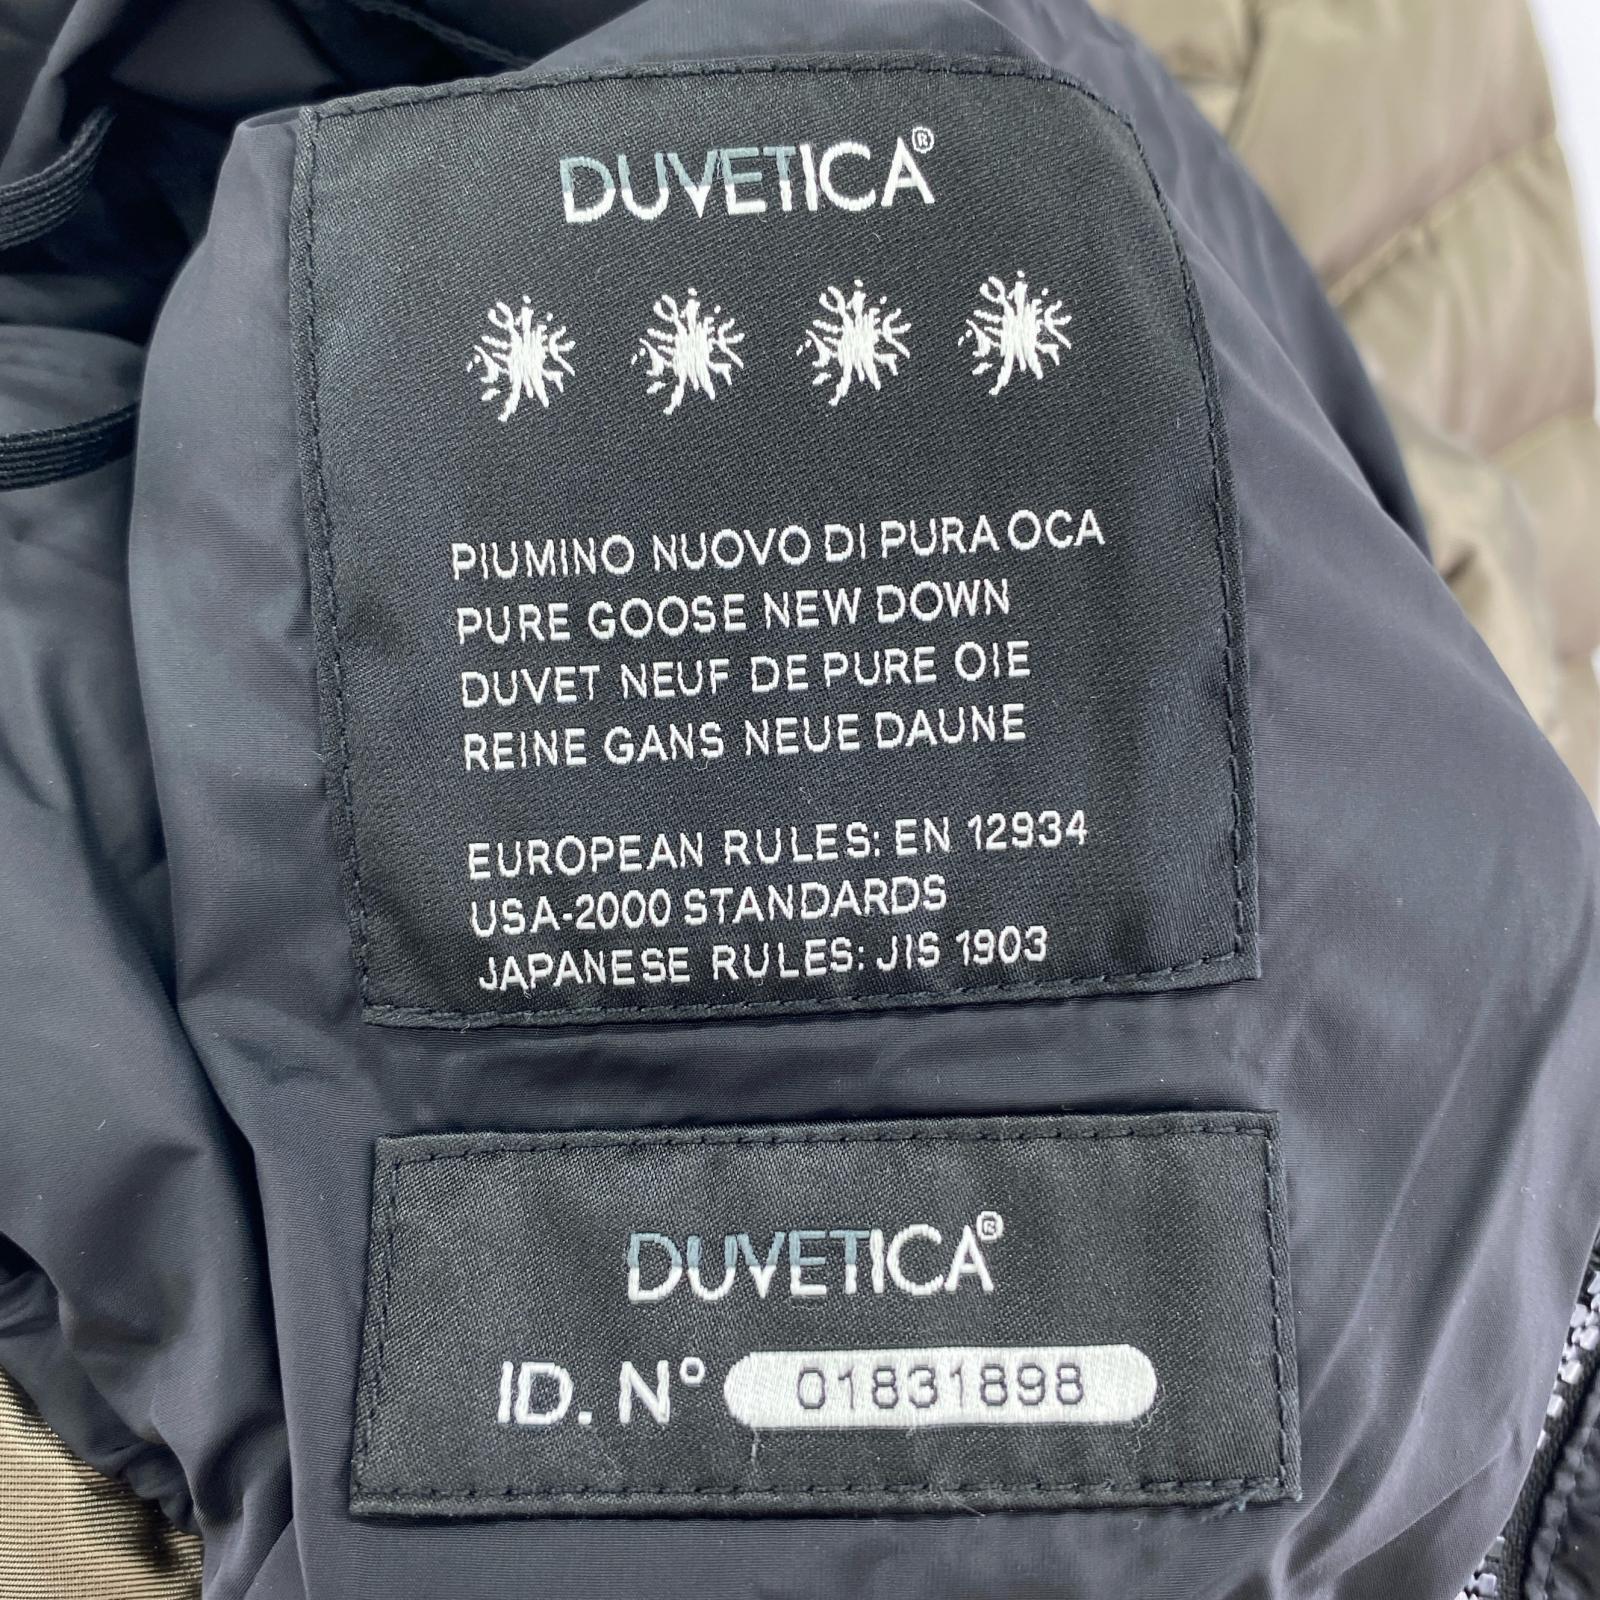 DUVETICA®
PIUMINO NUOVO DI PURA OCA
PURE GOOSE NEW DOWN
DUVET NEUF DE PURE OIE
REINE GANS NEUE DAUNE
EUROPEAN RULES: EN 12934
USA-2000 STANDARDS
JAPANESE RULES: JIS 1903
DUVETICA®
ID. N° 01831898